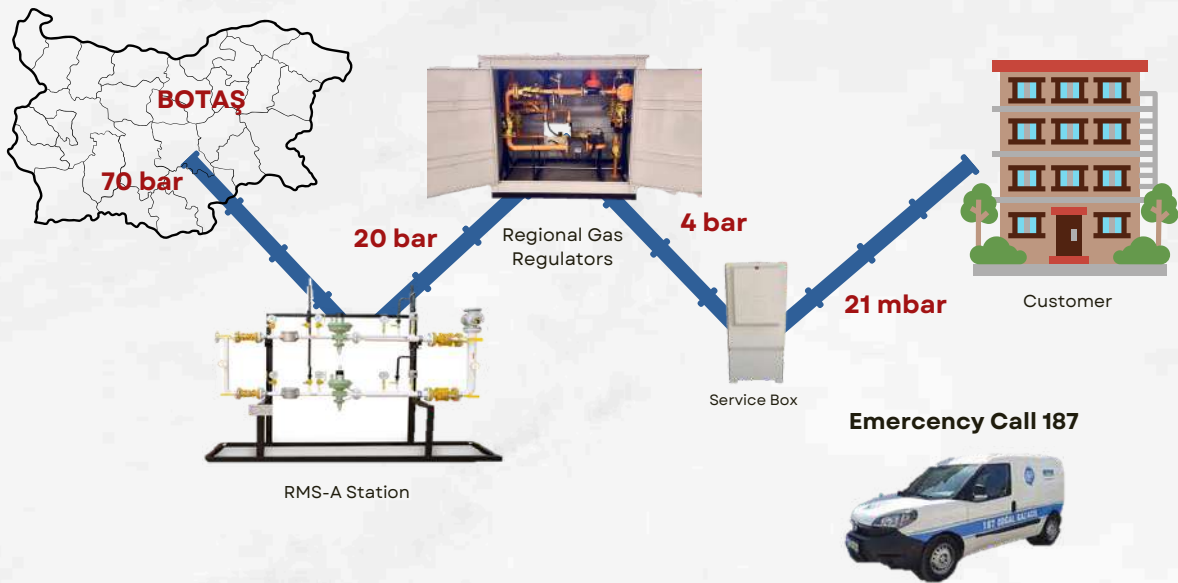 BOTAŞ
70 bar
20 bar
Regional Gas
Regulators
4 bar
21 mbar
Customer
Service Box
RMS-A Station
Emercency Call 187
187 DOĞAL GAZ ACİL